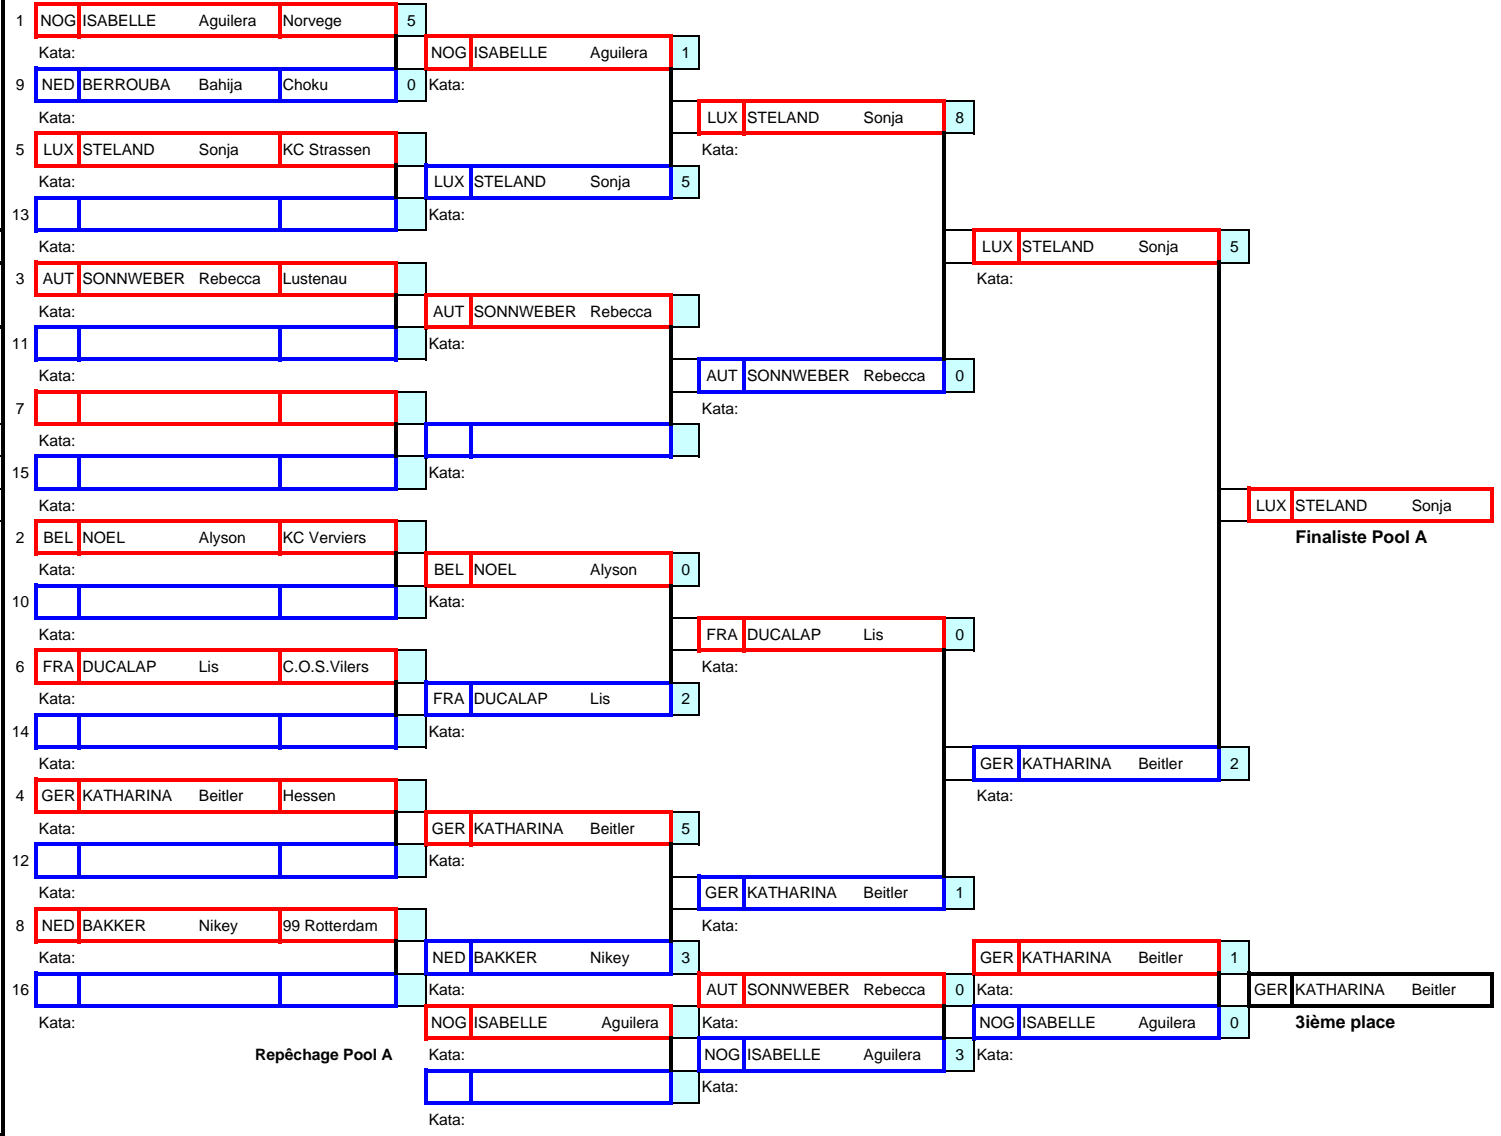 1 NOG ISABELLE Aguilera Norvege 5
Kata: NOG ISABELLE Aguilera 1
9 NED BERROUBA Bahija Choku 0 Kata:
Kata: LUX STELAND Sonja 8
5 LUX STELAND Sonja KC Strassen Kata:
Kata: LUX STELAND Sonja 5
13 Kata:
Kata: LUX STELAND Sonja 5
3 AUT SONNWEBER Rebecca Lustenau Kata:
Kata: AUT SONNWEBER Rebecca
11 Kata:
Kata: AUT SONNWEBER Rebecca 0
7 Kata:
Kata:
15 Kata:
Kata: LUX STELAND Sonja
2 BEL NOEL Alyson KC Verviers Finaliste Pool A
Kata: BEL NOEL Alyson 0
10 Kata:
Kata: FRA DUCALAP Lis 0
6 FRA DUCALAP Lis C.O.S.Vilers Kata:
Kata: FRA DUCALAP Lis 2
14 Kata:
Kata: GER KATHARINA Beitler 2
4 GER KATHARINA Beitler Hessen Kata:
Kata: GER KATHARINA Beitler 5
12 Kata:
Kata: GER KATHARINA Beitler 1
8 NED BAKKER Nikey 99 Rotterdam Kata:
Kata: NED BAKKER Nikey 3 GER KATHARINA Beitler 1
16 Kata: AUT SONNWEBER Rebecca 0 Kata: GER KATHARINA Beitler
Kata: NOG ISABELLE Aguilera Kata: NOG ISABELLE Aguilera 0 3ième place
Repêchage Pool A Kata: NOG ISABELLE Aguilera 3 Kata:
Kata:
Kata: